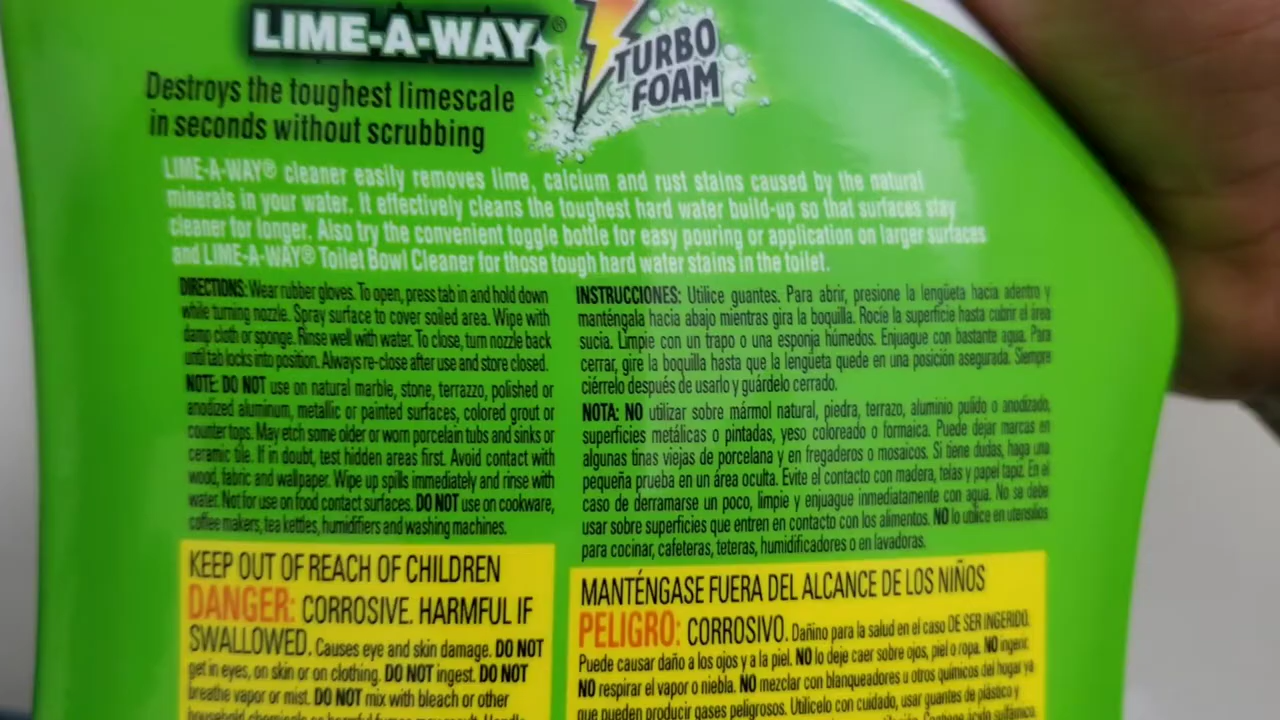 LIME-A-WAY®
TURBO
FOAM
Destroys the toughest limescale
in seconds without scrubbing
LIME-A-WAY® cleaner easily removes lime, calcium and rust stains caused by the natural
minerals in your water. It effectively cleans the toughest hard water build-up so that surfaces stay
cleaner for longer. Also try the convenient toggle bottle for easy pouring or application on larger surfaces
and LIME-A-WAY® Toilet Bowl Cleaner for those tough hard water stains in the toilet.
DIRECTIONS: Wear rubber gloves. To open, press tab in and hold down
while turning nozzle. Spray surface to cover soiled area. Wipe with
damp cloth or sponge. Rinse well with water. To close, turn nozzle back
until tab locks into position. Always re-close after use and store closed.
NOTE: DO NOT use on natural marble, stone, terrazzo, polished or
anodized aluminum, metallic or painted surfaces, colored grout or
counter tops. May etch some older or worn porcelain tubs and sinks or
ceramic tile. If in doubt, test hidden areas first. Avoid contact with
wood, fabric and wallpaper. Wipe up spills immediately and rinse with
water. Not for use on food contact surfaces. DO NOT use on cookware,
coffee makers, tea kettles, humidifiers and washing machines.
KEEP OUT OF REACH OF CHILDREN
DANGER: CORROSIVE. HARMFUL IF
SWALLOWED. Causes eye and skin damage. DO NOT
get in eyes, on skin or on clothing. DO NOT ingest. DO NOT
breathe vapor or mist. DO NOT mix with bleach or other
INSTRUCCIONES: Utilice guantes. Para abrir, presione la lengüeta hacia adentro y
manténgala hacia abajo mientras gira la boquilla. Rocíe la superficie hasta cubrir el área
sucia. Limpie con un trapo o una esponja húmedos. Enjuague con bastante agua. Para
cerrar, gire la boquilla hasta que la lengüeta quede en una posición asegurada. Siempre
ciérrelo después de usarlo y guárdelo cerrado.
NOTA: NO utilizar sobre mármol natural, piedra, terrazo, aluminio pulido o anodizado,
superficies metálicas o pintadas, yeso coloreado o formaica. Puede dejar marcas en
algunas tinas viejas de porcelana y en fregaderos o mosaicos. Si tiene dudas, haga una
pequeña prueba en un área oculta. Evite el contacto con madera, telas y papel tapiz. En el
caso de derramarse un poco, limpie y enjuague inmediatamente con agua. No se debe
usar sobre superficies que entren en contacto con los alimentos. NO lo utilice en utensilios
para cocinar, cafeteras, teteras, humidificadores o en lavadoras.
MANTÉNGASE FUERA DEL ALCANCE DE LOS NIÑOS
PELIGRO: CORROSIVO. Dañino para la salud en el caso DE SER INGERIDO.
Puede causar daño a los ojos y a la piel. NO lo deje caer sobre ojos, piel o ropa. NO ingerir.
NO respirar el vapor o niebla. NO mezclar con blanqueadores u otros químicos del hogar ya
que pueden producir gases peligrosos. Utilícelo con cuidado, usar guantes de plástico y